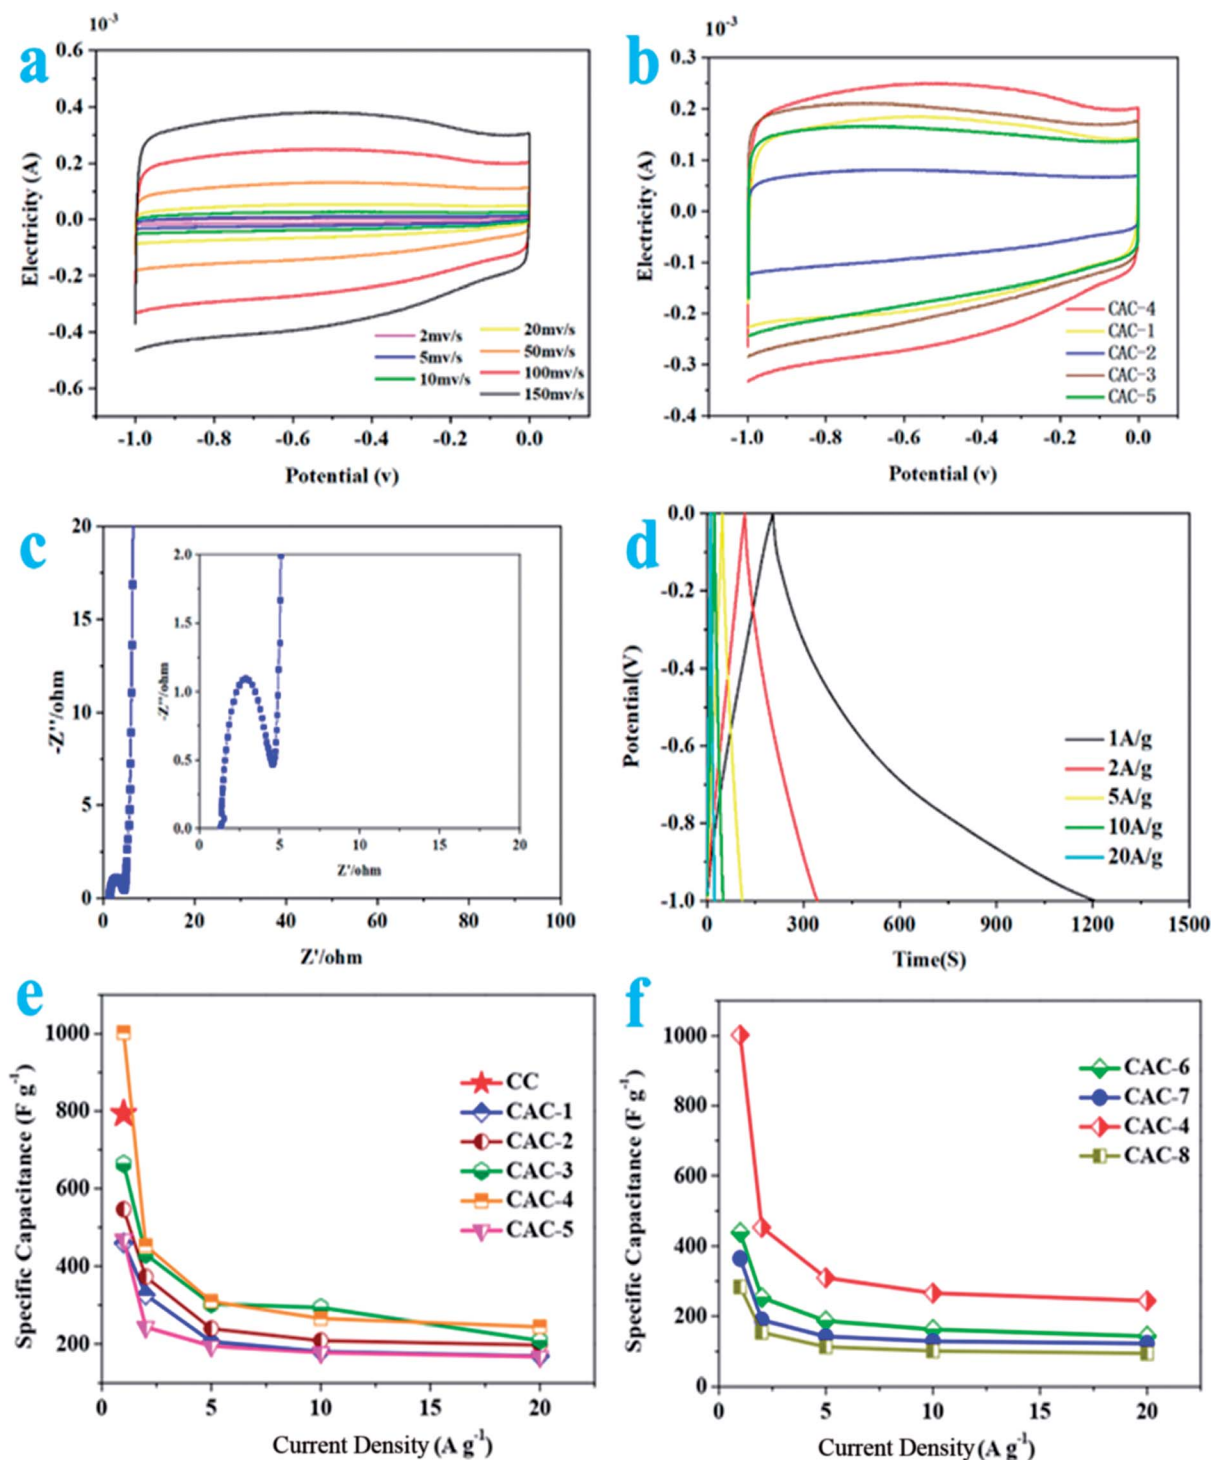 a
10⁻³
0.6
0.4
0.2
0.0
-0.2
-0.4
-0.6
Electricity (A)
-1.0 -0.8 -0.6 -0.4 -0.2 0.0
Potential (v)
2mv/s
5mv/s
10mv/s
20mv/s
50mv/s
100mv/s
150mv/s
b
10⁻³
0.3
0.2
0.1
0.0
-0.1
-0.2
-0.3
-0.4
Electricity (A)
-1.0 -0.8 -0.6 -0.4 -0.2 0.0
Potential (v)
CAC-4
CAC-1
CAC-2
CAC-3
CAC-5
c
20
15
10
5
0
-Z''/ohm
0 20 40 60 80 100
Z'/ohm
2.0
1.5
1.0
0.5
0.0
-Z''/ohm
0 5 10 15 20
Z'/ohm
d
0.0
-0.2
-0.4
-0.6
-0.8
-1.0
Potential(V)
0 300 600 900 1200 1500
Time(S)
1A/g
2A/g
5A/g
10A/g
20A/g
e
1000
800
600
400
200
Specific Capacitance (F g⁻¹)
0 5 10 15 20
Current Density (A g⁻¹)
CC
CAC-1
CAC-2
CAC-3
CAC-4
CAC-5
f
1000
800
600
400
200
0
Specific Capacitance (F g⁻¹)
0 5 10 15 20
Current Density (A g⁻¹)
CAC-6
CAC-7
CAC-4
CAC-8